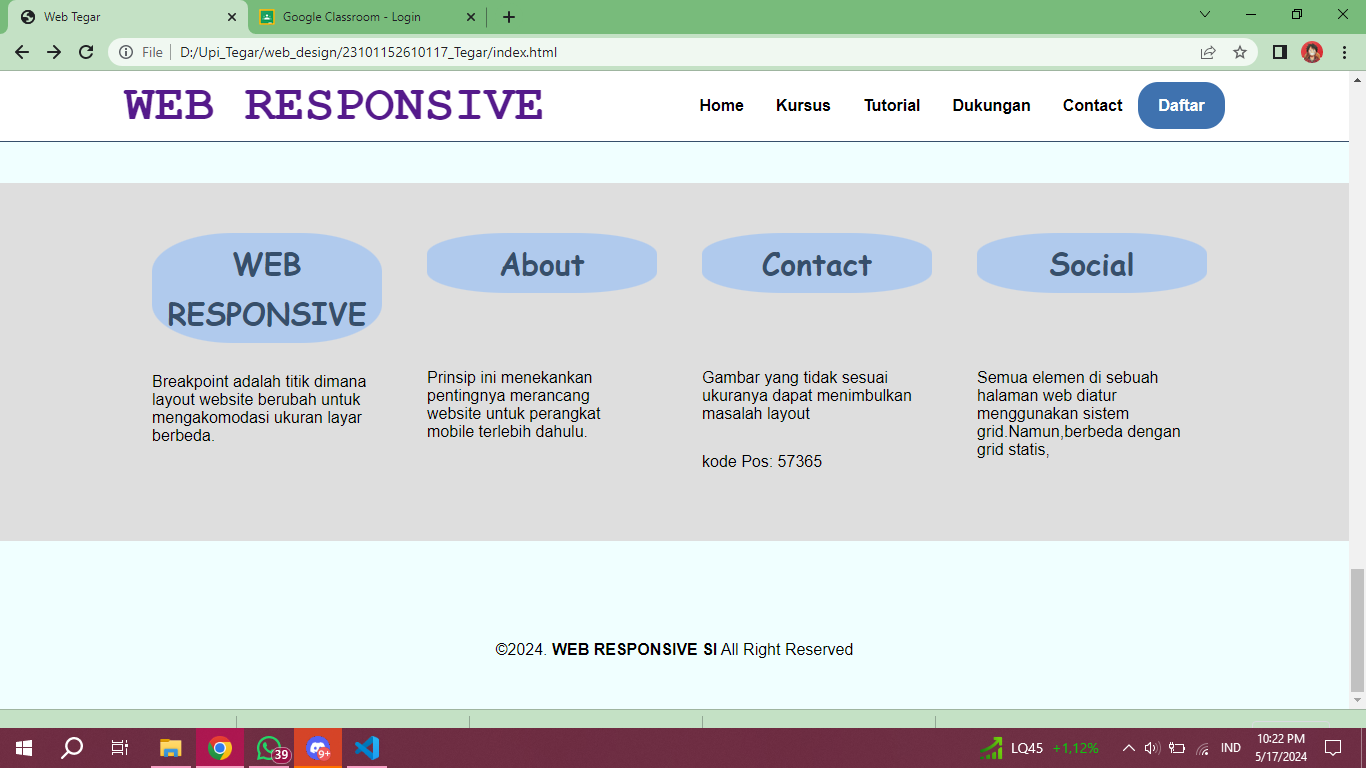 Web Tegar
Google Classroom - Login
File
D:/Upi_Tegar/web_design/23101152610117_Tegar/index.html
WEB RESPONSIVE
Home Kursus Tutorial Dukungan Contact Daftar
WEB
RESPONSIVE
Breakpoint adalah titik dimana
layout website berubah untuk
mengakomodasi ukuran layar
berbeda.
About
Prinsip ini menekankan
pentingnya merancang
website untuk perangkat
mobile terlebih dahulu.
Contact
Gambar yang tidak sesuai
ukuranya dapat menimbulkan
masalah layout
kode Pos: 57365
Social
Semua elemen di sebuah
halaman web diatur
menggunakan sistem
grid.Namun,berbeda dengan
grid statis,
©2024. WEB RESPONSIVE SI All Right Reserved
39
9+
LQ45 +1,12%
IND
10:22 PM
5/17/2024